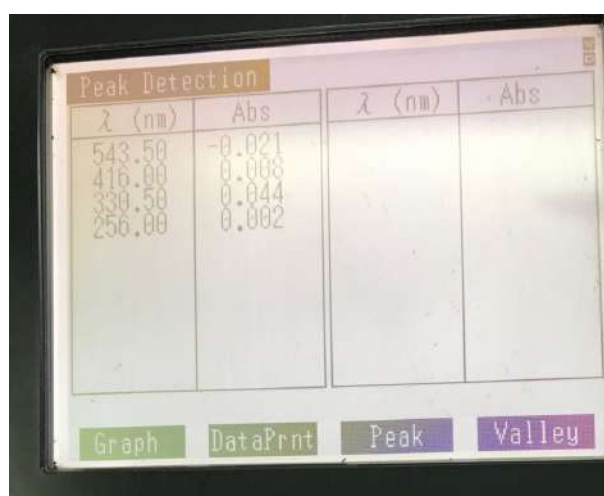 Peak Detection
λ (nm) Abs λ (nm) Abs
543.50 -0.021
416.00 0.008
330.50 0.044
256.00 0.002
Graph DataPrnt Peak Valley